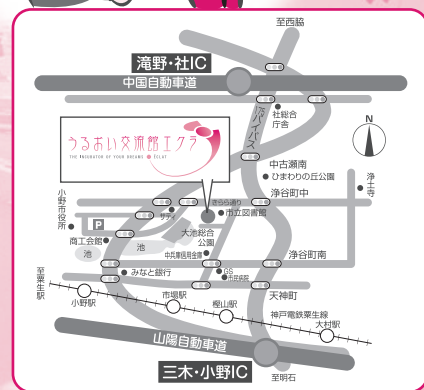 至西脇
滝野・社IC
中国自動車道
社総合
庁舎
バイパス
N
うるおい交流館エクラ
THE INCUBATOR OF YOUR DREAMS ● ECLAT
中古瀬南
ひまわりの丘公園
浄土寺
小野市役所
きらら通り
浄谷町中
サティ
市立図書館
P
大池総合
公園
商工会館
池
池
中兵庫信用金庫
浄谷町南
みなと銀行
GS
市民病院
至粟生駅
天神町
小野駅
市場駅
樫山駅
神戸電鉄粟生線
大村駅
山陽自動車道
三木・小野IC
至明石